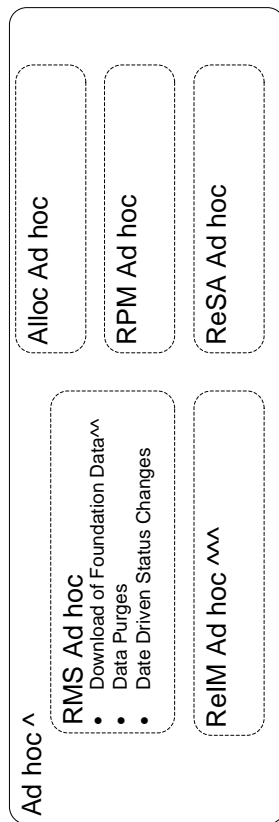 Ad hoc ^
RMS Ad hoc
• Download of Foundation Data^^
• Data Purges
• Date Driven Status Changes
ReIM Ad hoc ^^^
Alloc Ad hoc
RPM Ad hoc
ReSA Ad hoc